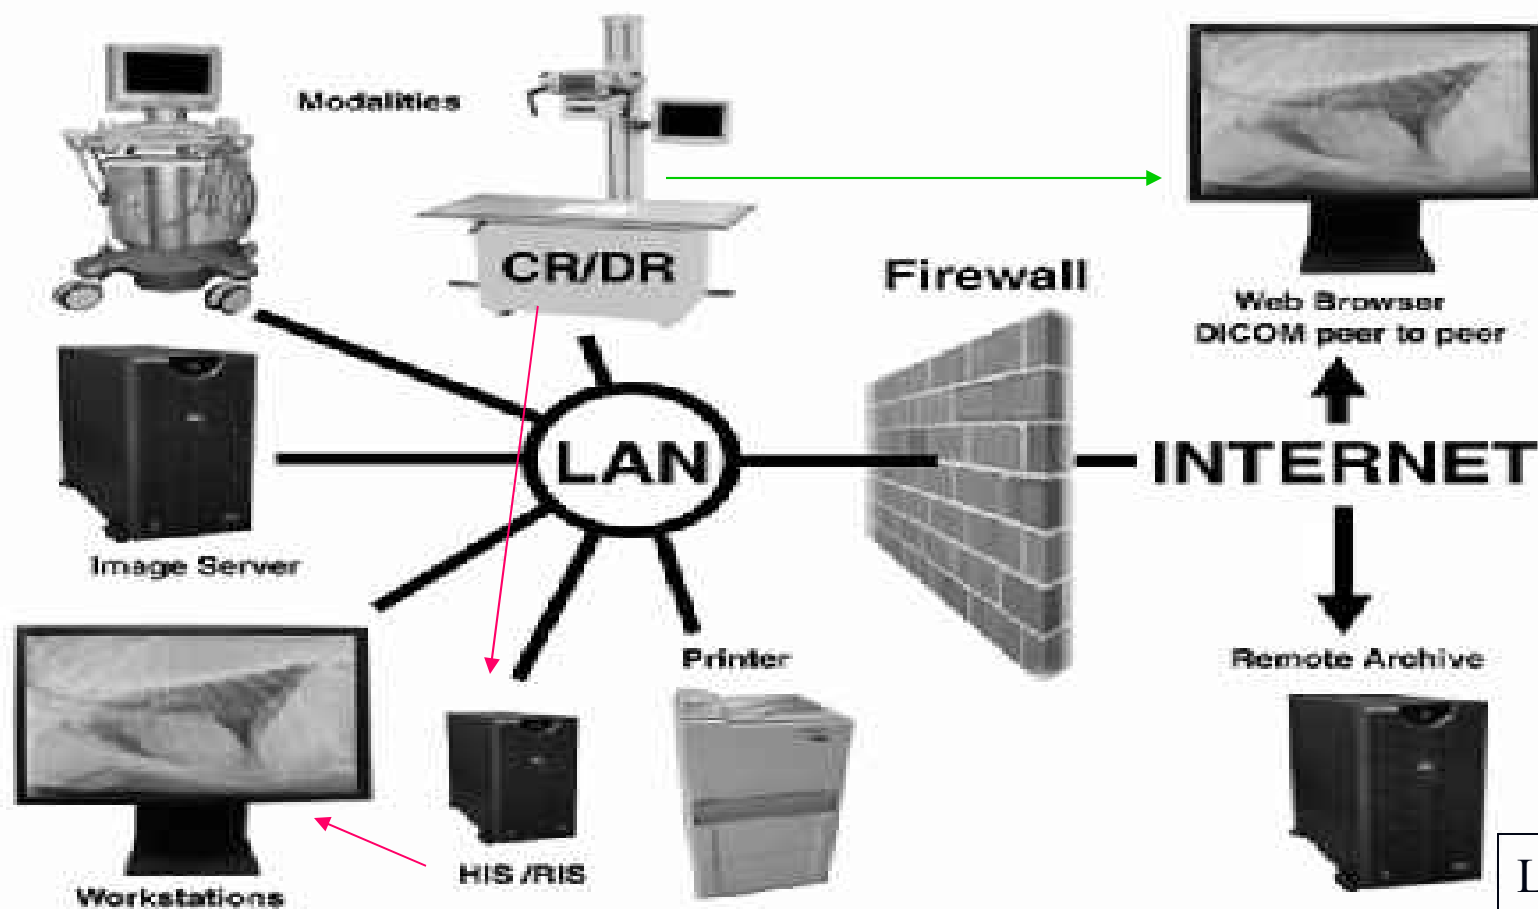 Modalities
CR/DR
Firewall
Web Browser
DICOM peer to peer
LAN
INTERNET
Image Server
Printer
Remote Archive
HIS /RIS
Workstations
L